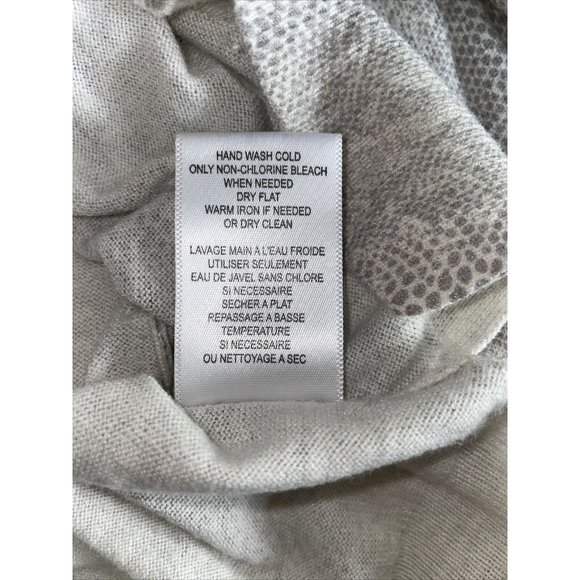 HAND WASH COLD
ONLY NON-CHLORINE BLEACH
WHEN NEEDED
DRY FLAT
WARM IRON IF NEEDED
OR DRY CLEAN
LAVAGE MAIN A L'EAU FROIDE
UTILISER SEULEMENT
EAU DE JAVEL SANS CHLORE
SI NECESSAIRE
SECHER A PLAT
REPASSAGE A BASSE
TEMPERATURE
SI NECESSAIRE
OU NETTOYAGE A SEC